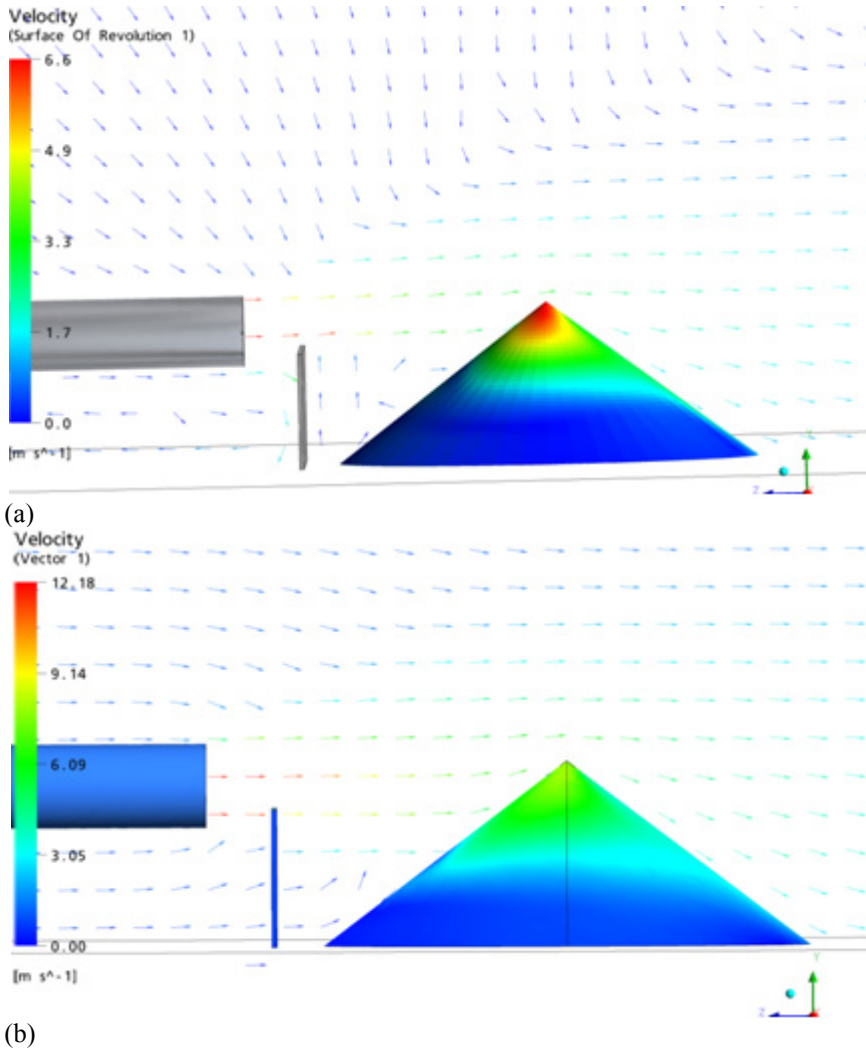 Velocity
(Surface Of Revolution 1)
6.6
4.9
3.3
1.7
0.0
[m s^-1]
Y
Z
(a)
Velocity
(Vector 1)
12.18
9.14
6.09
3.05
0.00
[m s^-1]
Y
Z
(b)